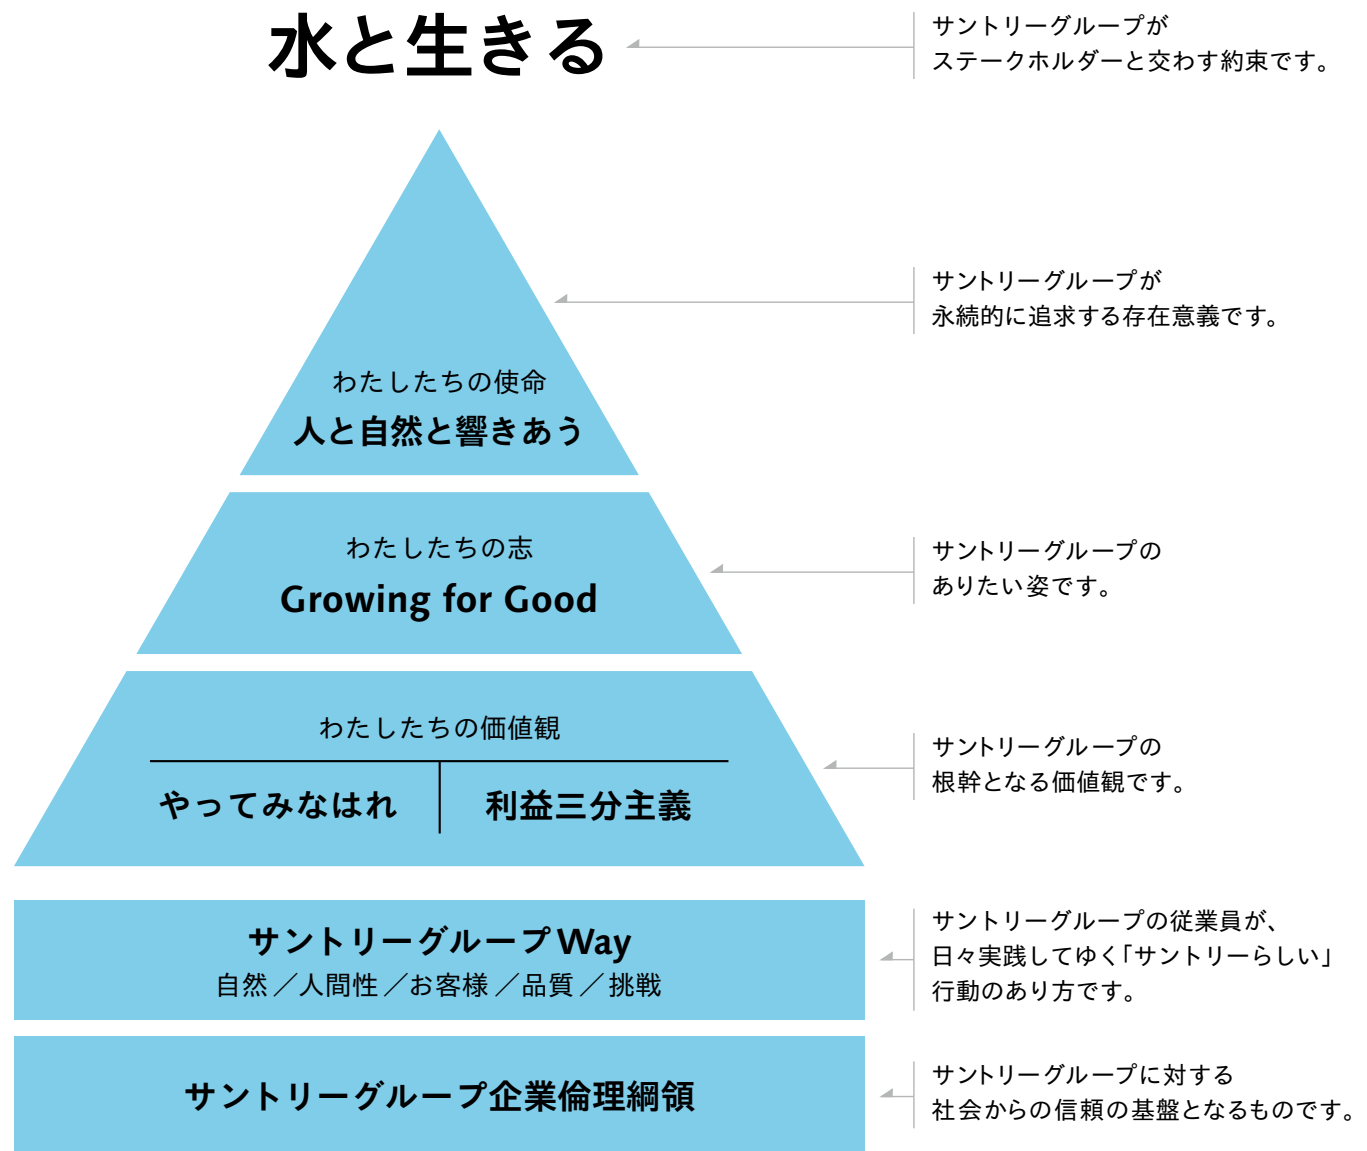 水と生きる
サントリーグループが
ステークホルダーと交わす約束です。
サントリーグループが
永続的に追求する存在意義です。
わたしたちの使命
人と自然と響きあう
わたしたちの志
Growing for Good
サントリーグループの
ありたい姿です。
わたしたちの価値観
やってみなはれ
利益三分主義
サントリーグループの
根幹となる価値観です。
サントリーグループWay
自然／人間性／お客様／品質／挑戦
サントリーグループの従業員が、
日々実践してゆく「サントリーらしい」
行動のあり方です。
サントリーグループ企業倫理綱領
サントリーグループに対する
社会からの信頼の基盤となるものです。